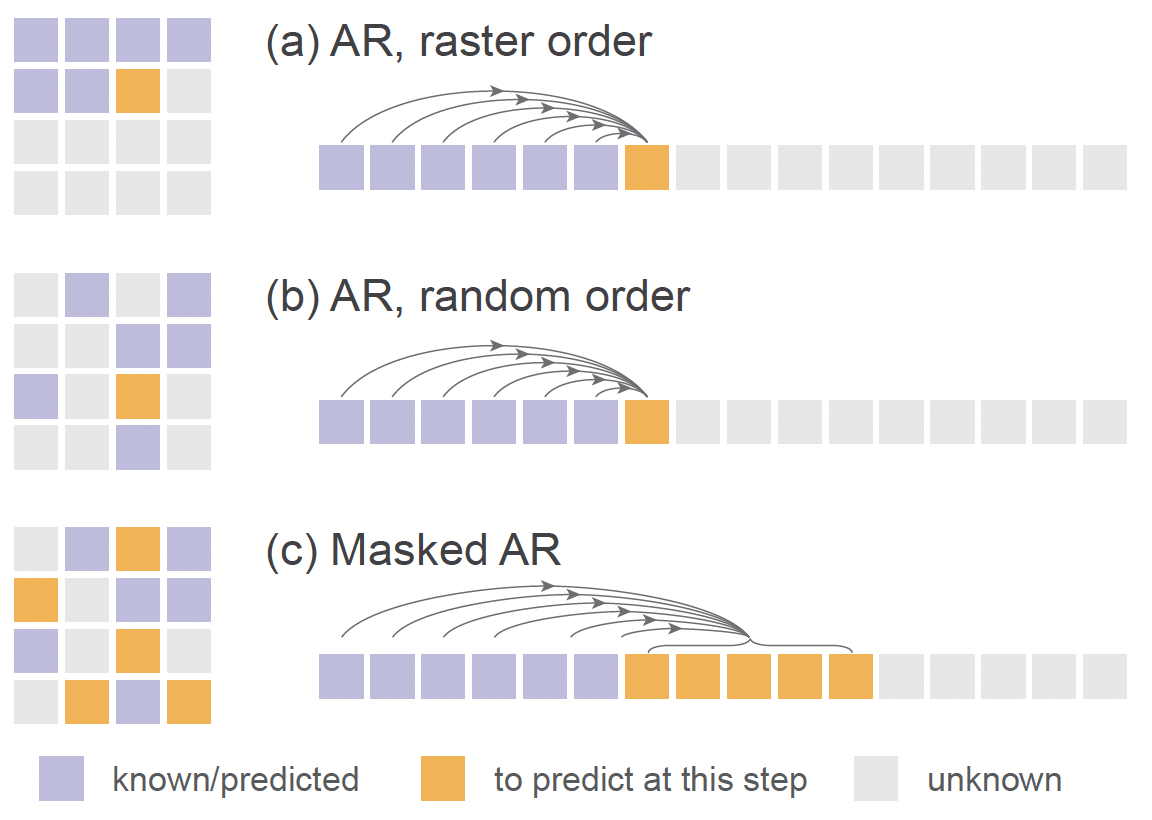 (a) AR, raster order
(b) AR, random order
(c) Masked AR
known/predicted
to predict at this step
unknown